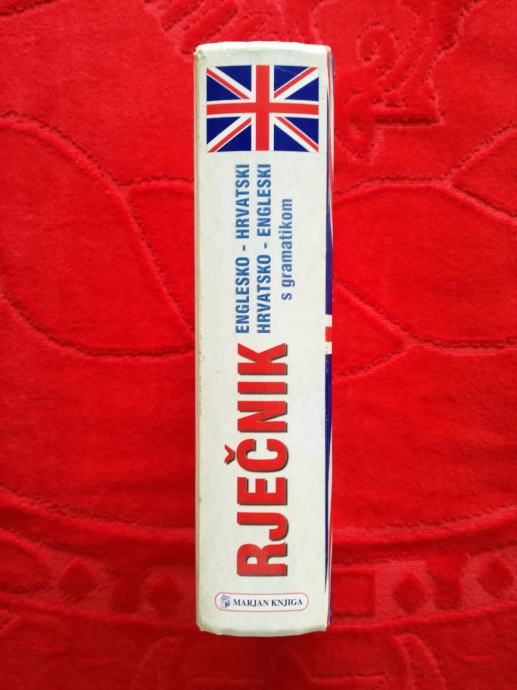 RJEČNIK
ENGLESKO - HRVATSKI
HRVATSKO - ENGLESKI
s gramatikom
MARJAN KNJIGA